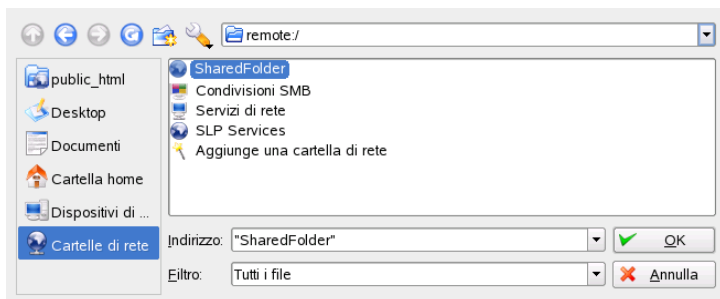 remote:/
public_html
Desktop
Documenti
Cartella home
Dispositivi di ...
Cartelle di rete
SharedFolder
Condivisioni SMB
Servizi di rete
SLP Services
Aggiunge una cartella di rete
Indirizzo: "SharedFolder" OK
Filtro: Tutti i file Annulla